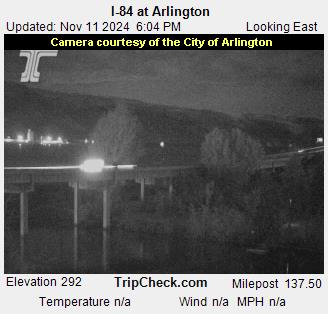 I-84 at Arlington
Updated: Nov 11 2024 6:04 PM Looking East
Camera courtesy of the City of Arlington
Elevation 292 TripCheck.com Milepost 137.50
Temperature n/a Wind n/a MPH n/a